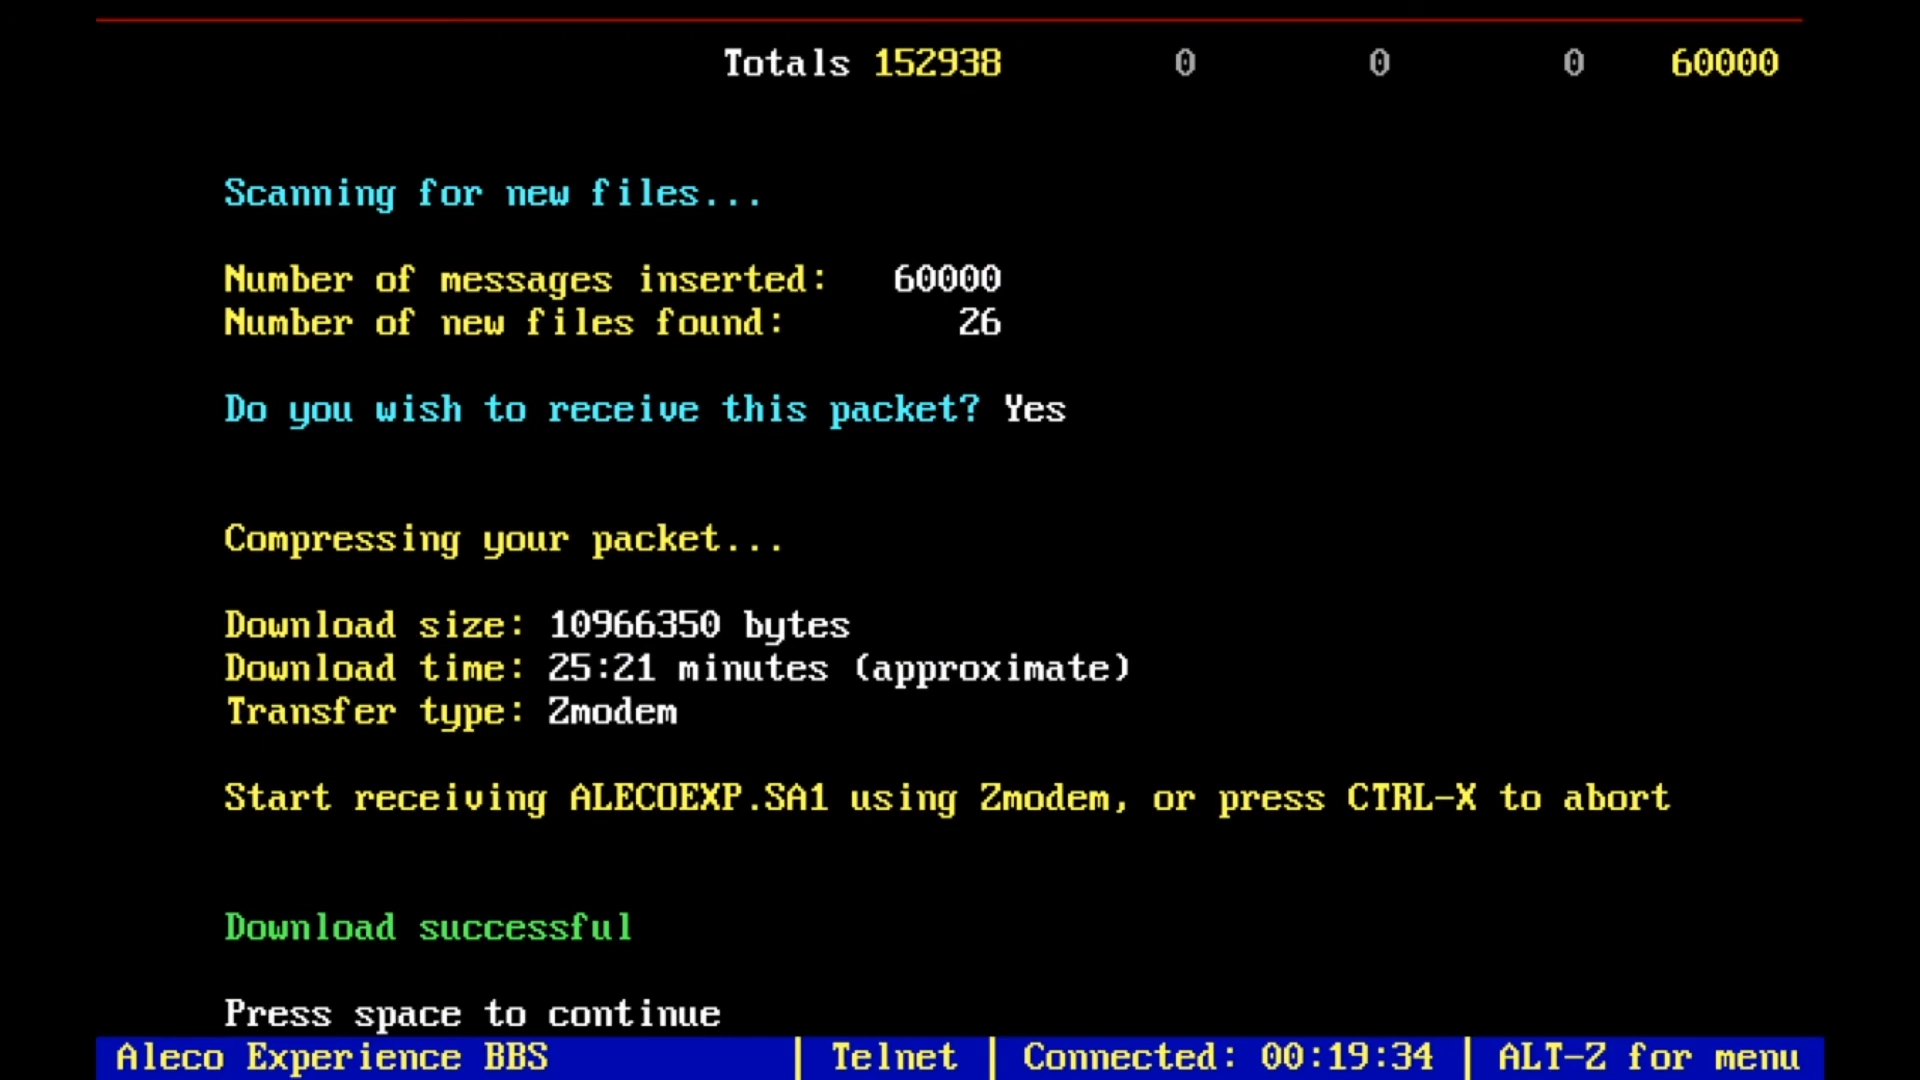 Totals 152938 0 0 0 60000
Scanning for new files...
Number of messages inserted: 60000
Number of new files found: 26
Do you wish to receive this packet? Yes
Compressing your packet...
Download size: 10966350 bytes
Download time: 25:21 minutes (approximate)
Transfer type: Zmodem
Start receiving ALECOEXP.SA1 using Zmodem, or press CTRL-X to abort
Download successful
Press space to continue
Aleco Experience BBS | Telnet | Connected: 00:19:34 | ALT-Z for menu